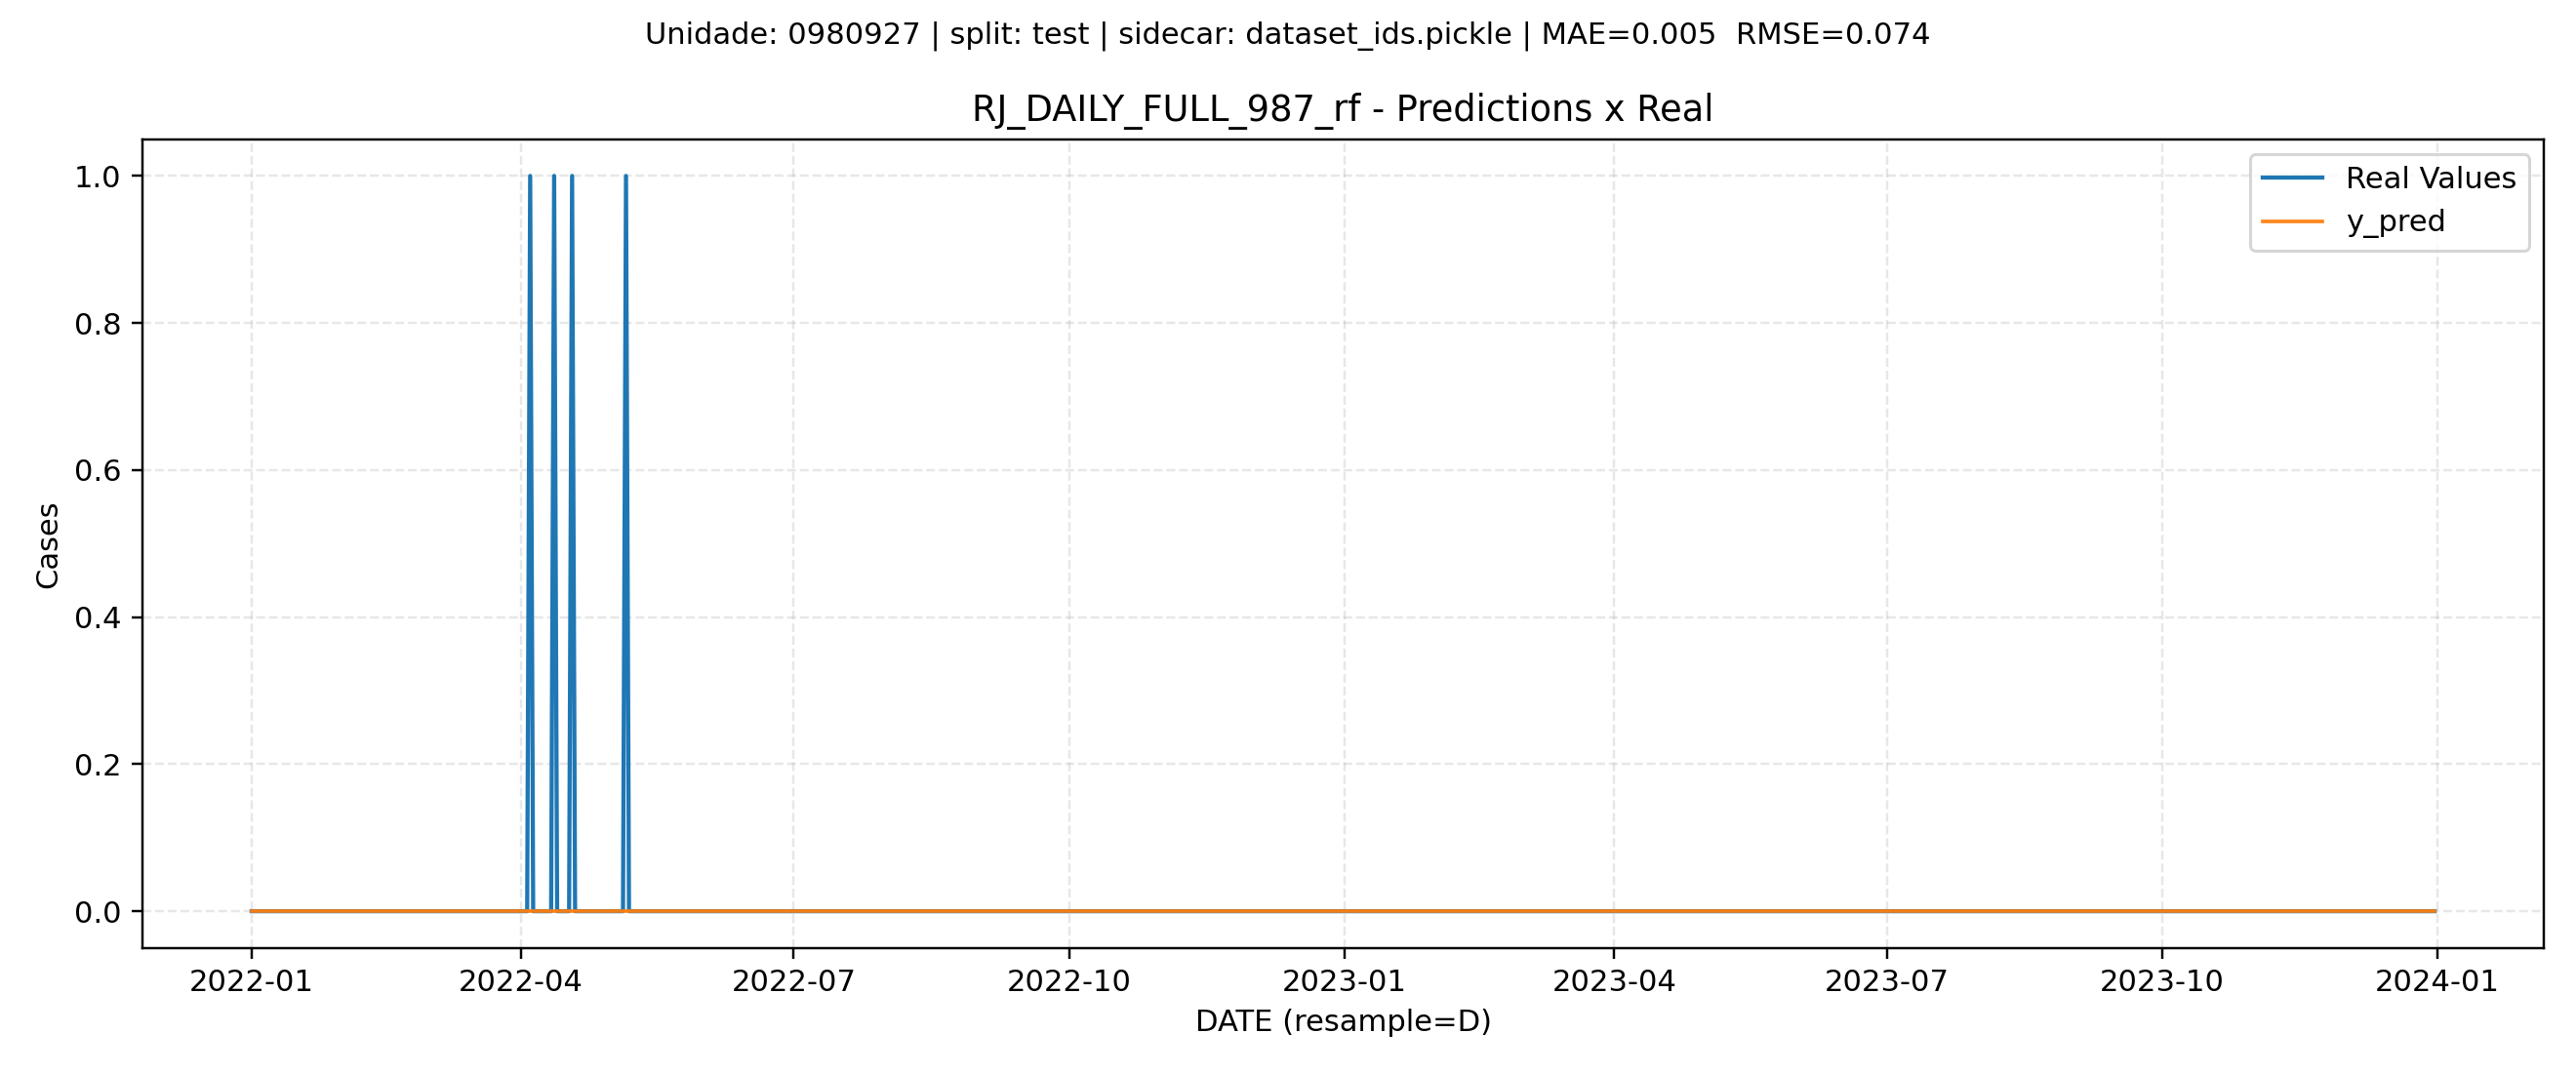 Unidade: 0980927 | split: test | sidecar: dataset_ids.pickle | MAE=0.005  RMSE=0.074
RJ_DAILY_FULL_987_rf - Predictions x Real
Real Values
y_pred
1.0
0.8
0.6
0.4
0.2
0.0
Cases
2022-01 2022-04 2022-07 2022-10 2023-01 2023-04 2023-07 2023-10 2024-01
DATE (resample=D)